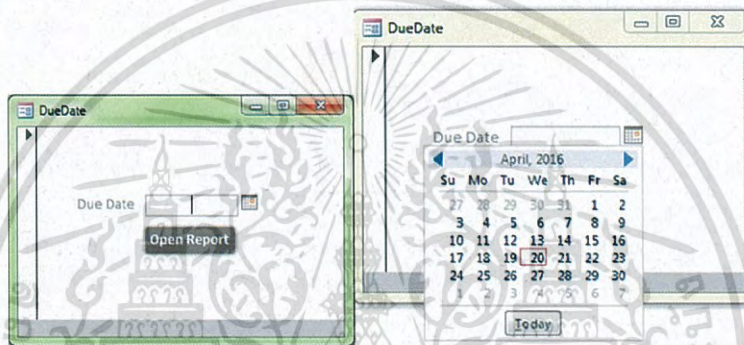 DueDate
Due Date
Open Report
DueDate
Due Date
April, 2016
Su Mo Tu We Th Fr Sa
27 28 29 30 31 1 2
3 4 5 6 7 8 9
10 11 12 13 14 15 16
17 18 19 20 21 22 23
24 25 26 27 28 29 30
1 2 3 4 5 6 7
Today